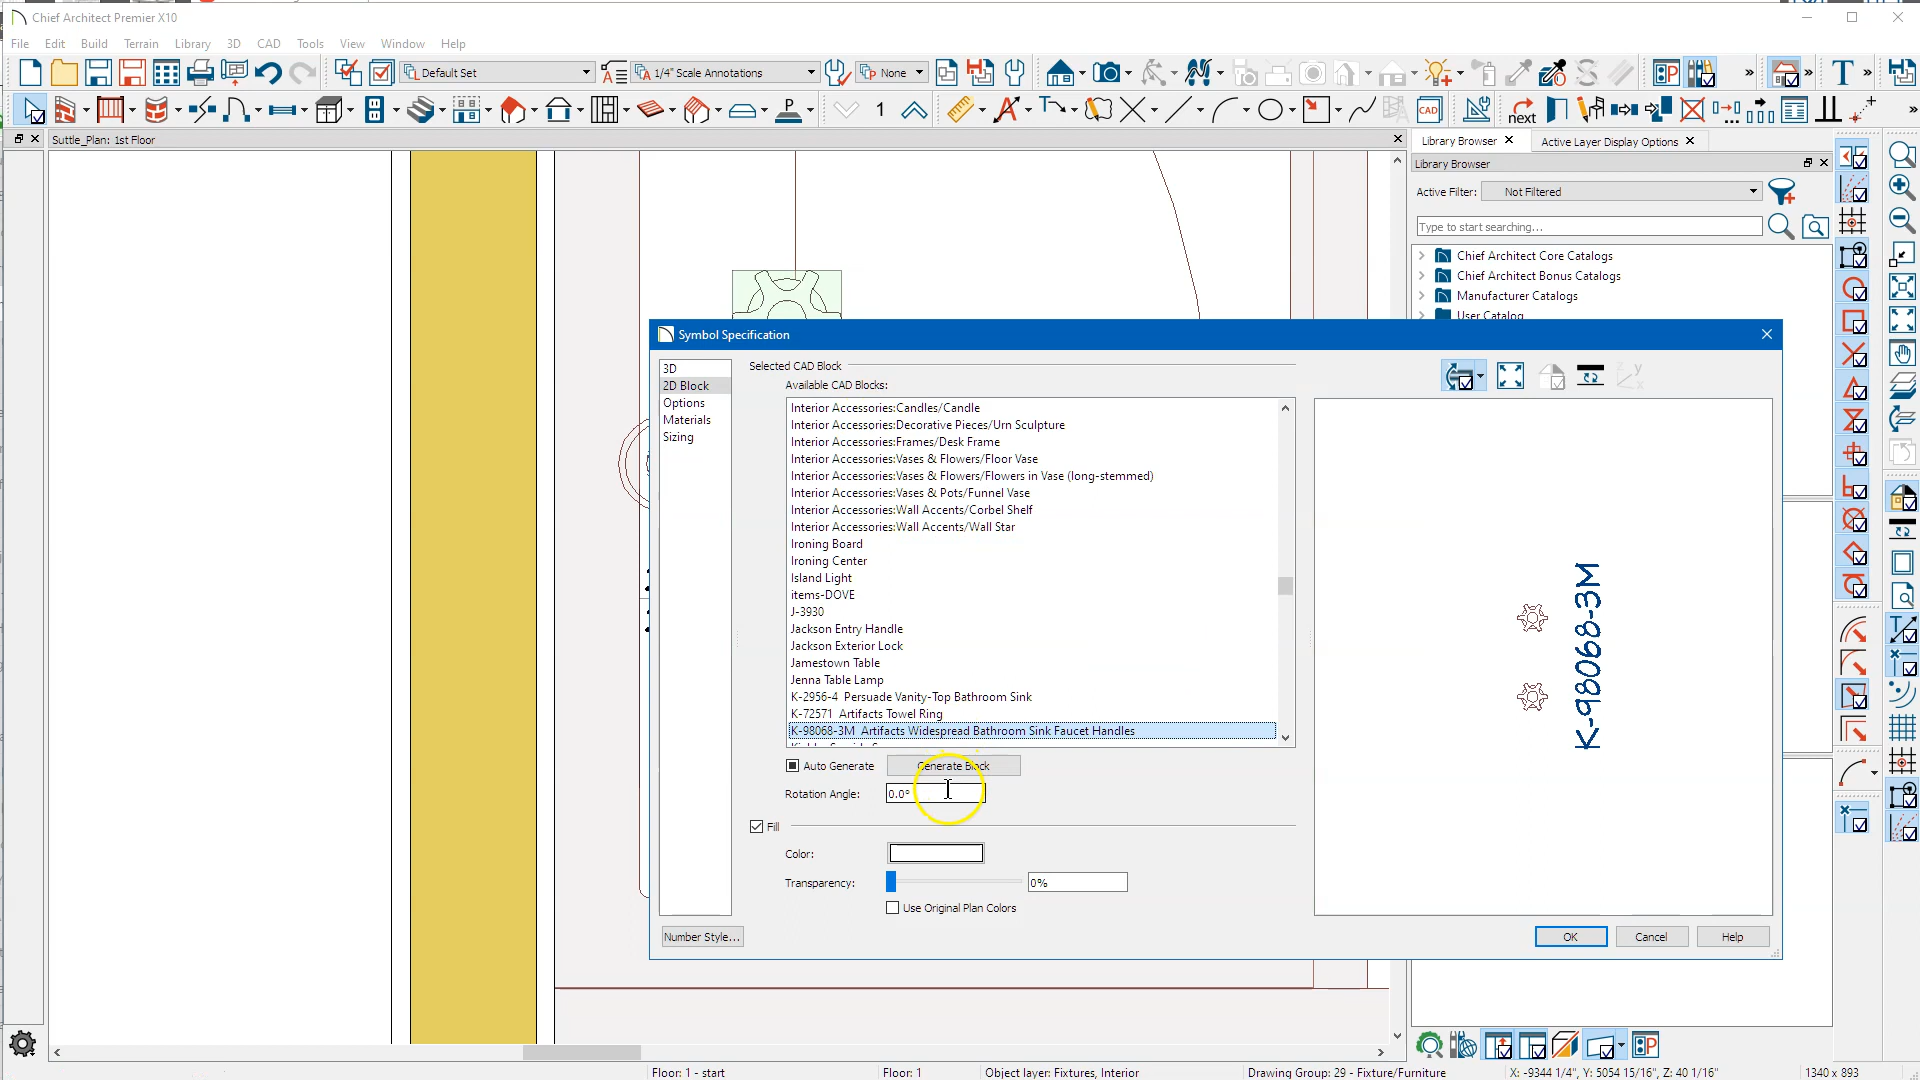 Chief Architect Premier X10
File Edit Build Terrain Library 3D CAD Tools View Window Help
Default Set 1/4" Scale Annotations None
1 CAD next
Suttle_Plan: 1st Floor
Library Browser Active Layer Display Options
Library Browser
Active Filter: Not Filtered
Type to start searching...
Chief Architect Core Catalogs
Chief Architect Bonus Catalogs
Manufacturer Catalogs
User Catalog
Symbol Specification
3D
2D Block
Options
Materials
Sizing
Selected CAD Block
Available CAD Blocks:
Interior Accessories:Candles/Candle
Interior Accessories:Decorative Pieces/Urn Sculpture
Interior Accessories:Frames/Desk Frame
Interior Accessories:Vases & Flowers/Floor Vase
Interior Accessories:Vases & Flowers/Flowers in Vase (long-stemmed)
Interior Accessories:Vases & Pots/Funnel Vase
Interior Accessories:Wall Accents/Corbel Shelf
Interior Accessories:Wall Accents/Wall Star
Ironing Board
Ironing Center
Island Light
items-DOVE
J-3930
Jackson Entry Handle
Jackson Exterior Lock
Jamestown Table
Jenna Table Lamp
K-2956-4 Persuade Vanity-Top Bathroom Sink
K-72571 Artifacts Towel Ring
K-98068-3M Artifacts Widespread Bathroom Sink Faucet Handles
Auto Generate Generate Block
Rotation Angle: 0.0°
Fill
Color:
Transparency: 0%
Use Original Plan Colors
K-98068-3M
Number Style... OK Cancel Help
Floor: 1 - start Floor: 1 Object layer: Fixtures, Interior Drawing Group: 29 - Fixture/Furniture X: -9344 1/4", Y: 5054 15/16", Z: 40 1/16" 1340 x 893